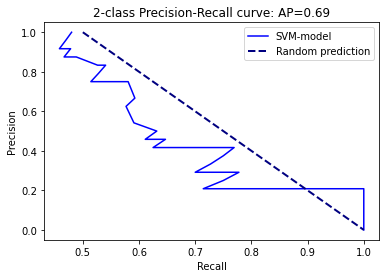 2-class Precision-Recall curve: AP=0.69
SVM-model
Random prediction
Precision
1.0
0.8
0.6
0.4
0.2
0.0
0.5 0.6 0.7 0.8 0.9 1.0
Recall